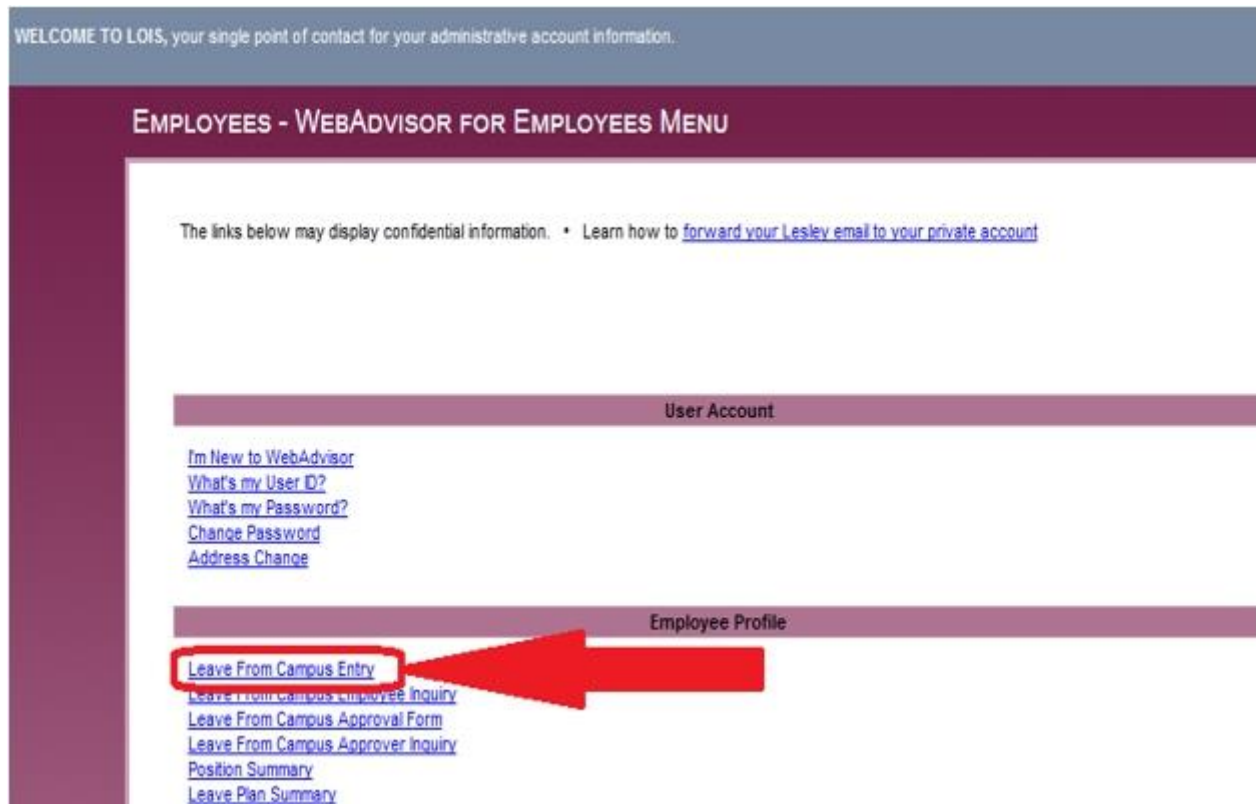 WELCOME TO LOIS, your single point of contact for your administrative account information.
EMPLOYEES - WEBADVISOR FOR EMPLOYEES MENU
The links below may display confidential information. • Learn how to forward your Lesley email to your private account
User Account
I'm New to WebAdvisor
What's my User ID?
What's my Password?
Change Password
Address Change
Employee Profile
Leave From Campus Entry
Leave From Campus Employee Inquiry
Leave From Campus Approval Form
Leave From Campus Approver Inquiry
Position Summary
Leave Plan Summary